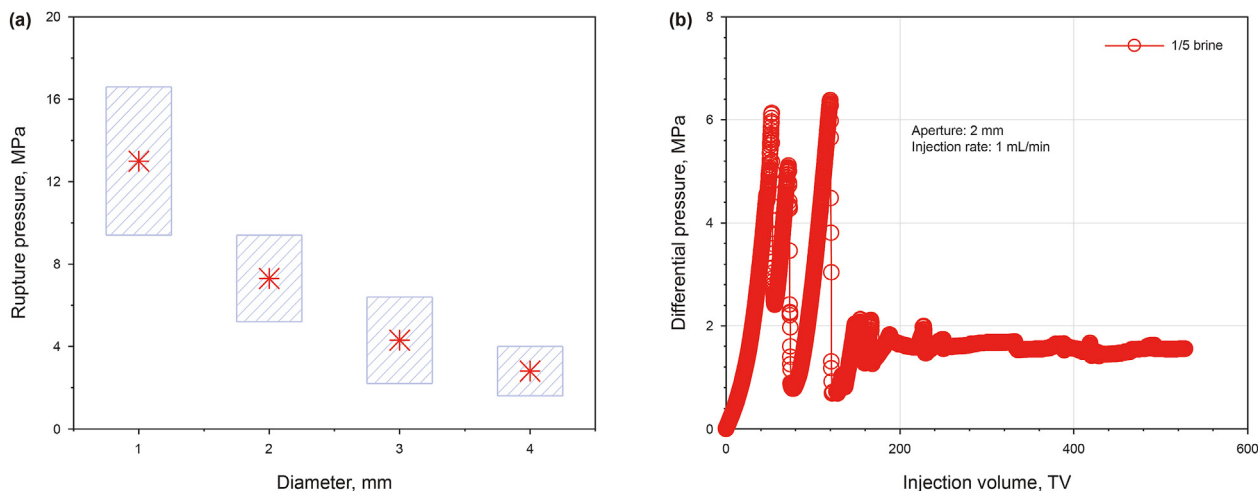 (a)
Rupture pressure, MPa
20
16
12
8
4
0
1 2 3 4
Diameter, mm
(b)
Differential pressure, MPa
8
6
4
2
0
1/5 brine
Aperture: 2 mm
Injection rate: 1 mL/min
0 200 400 600
Injection volume, TV